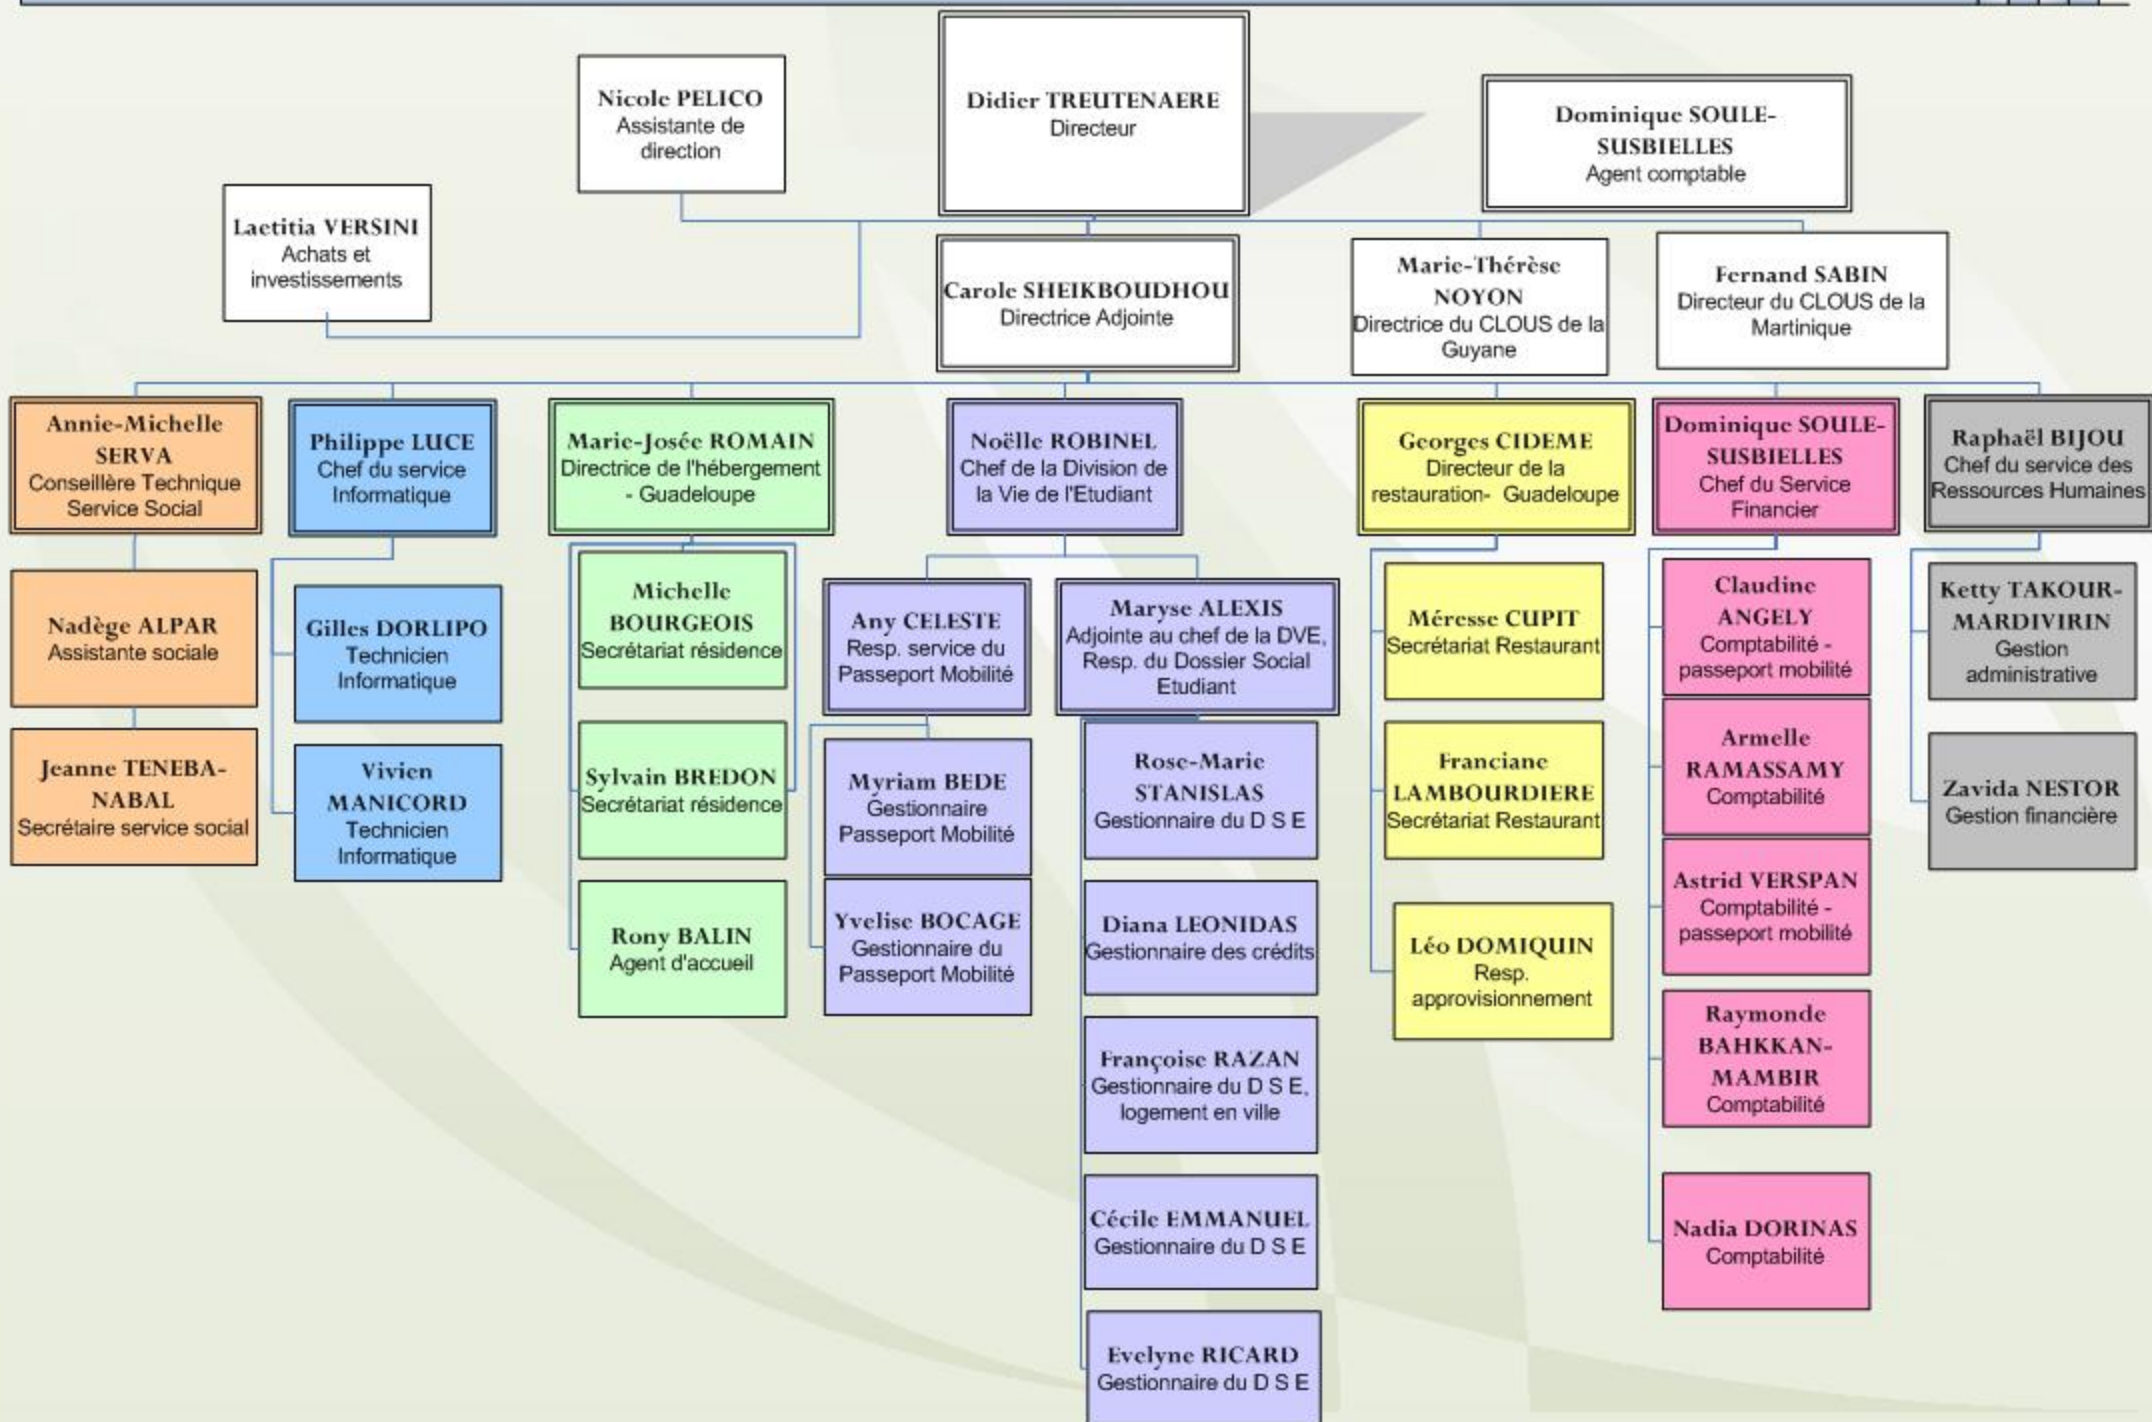 Nicole PELICO
Assistante de
direction
Didier TREUTENAERE
Directeur
Dominique SOULE-
SUSBIELLES
Agent comptable
Laetitia VERSINI
Achats et
investissements
Carole SHEIKBOUDHOU
Directrice Adjointe
Marie-Thérèse
NOYON
Directrice du CLOUS de la
Guyane
Fernand SABIN
Directeur du CLOUS de la
Martinique
Annie-Michelle
SERVA
Conseillère Technique
Service Social
Philippe LUCE
Chef du service
Informatique
Marie-Josée ROMAIN
Directrice de l'hébergement
- Guadeloupe
Noëlle ROBINEL
Chef de la Division de
la Vie de l'Etudiant
Georges CIDEME
Directeur de la
restauration- Guadeloupe
Dominique SOULE-
SUSBIELLES
Chef du Service
Financier
Raphaël BIJOU
Chef du service des
Ressources Humaines
Nadège ALPAR
Assistante sociale
Jeanne TENEBA-
NABAL
Secrétaire service social
Gilles DORLIPO
Technicien
Informatique
Vivien
MANICORD
Technicien
Informatique
Michelle
BOURGEOIS
Secrétariat résidence
Sylvain BREDON
Secrétariat résidence
Rony BALIN
Agent d'accueil
Any CELESTE
Resp. service du
Passeport Mobilité
Myriam BEDE
Gestionnaire
Passeport Mobilité
Yvelise BOCAGE
Gestionnaire du
Passeport Mobilité
Maryse ALEXIS
Adjointe au chef de la DVE,
Resp. du Dossier Social
Etudiant
Rose-Marie
STANISLAS
Gestionnaire du D S E
Diana LEONIDAS
Gestionnaire des crédits
Françoise RAZAN
Gestionnaire du D S E,
logement en ville
Cécile EMMANUEL
Gestionnaire du D S E
Evelyne RICARD
Gestionnaire du D S E
Méresse CUPIT
Secrétariat Restaurant
Franciane
LAMBOURDIERE
Secrétariat Restaurant
Léo DOMIQUIN
Resp.
approvisionnement
Claudine
ANGELY
Comptabilité -
passeport mobilité
Armelle
RAMASSAMY
Comptabilité
Astrid VERSPAN
Comptabilité -
passeport mobilité
Raymonde
BAHKKAN-
MAMBIR
Comptabilité
Nadia DORINAS
Comptabilité
Ketty TAKOUR-
MARDIVIRIN
Gestion
administrative
Zavida NESTOR
Gestion financière